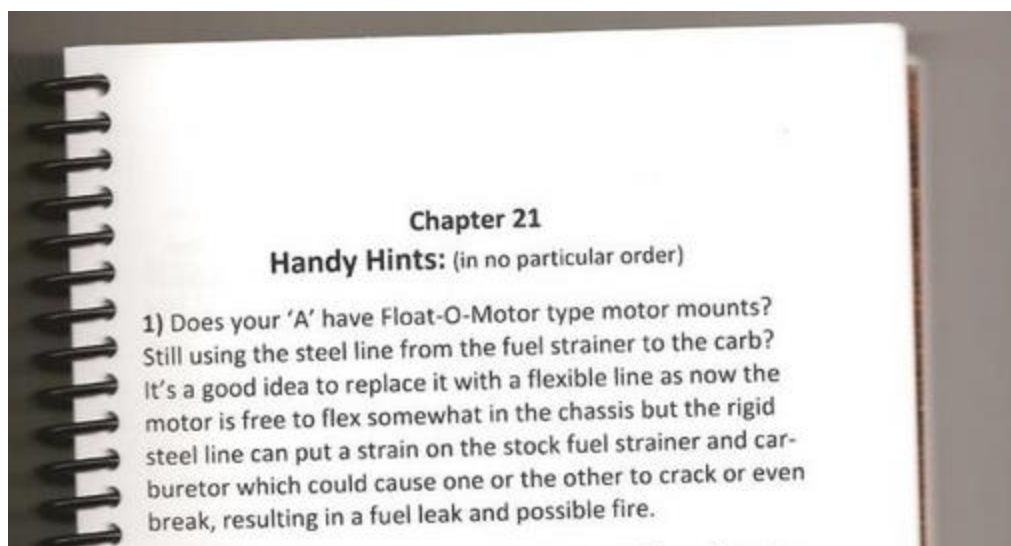 Chapter 21
Handy Hints: (in no particular order)
1) Does your 'A' have Float-O-Motor type motor mounts?
Still using the steel line from the fuel strainer to the carb?
It's a good idea to replace it with a flexible line as now the
motor is free to flex somewhat in the chassis but the rigid
steel line can put a strain on the stock fuel strainer and car-
buretor which could cause one or the other to crack or even
break, resulting in a fuel leak and possible fire.